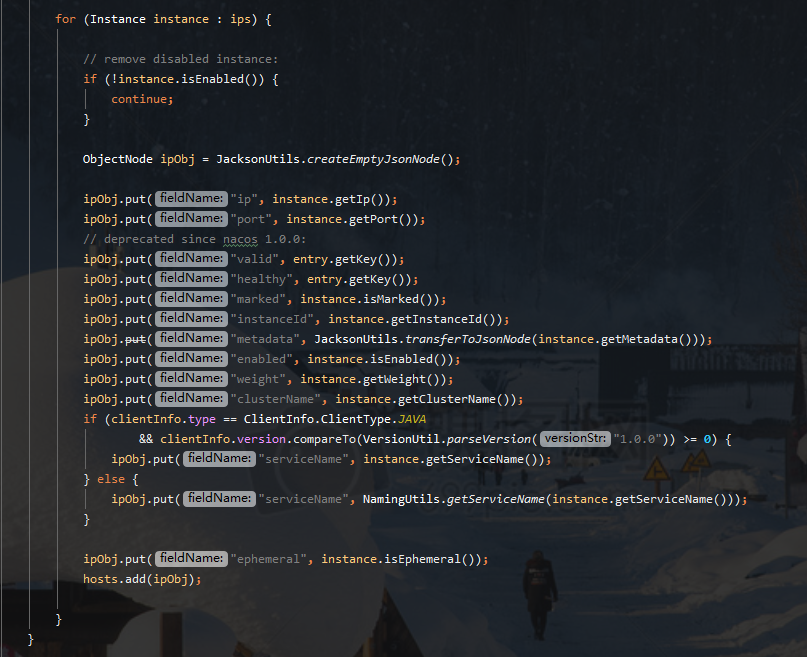 for (Instance instance : ips) {
// remove disabled instance:
if (!instance.isEnabled()) {
continue;
}
ObjectNode ipObj = JacksonUtils.createEmptyJsonNode();
ipObj.put( fieldName: "ip", instance.getIp());
ipObj.put( fieldName: "port", instance.getPort());
// deprecated since nacos 1.0.0:
ipObj.put( fieldName: "valid", entry.getKey());
ipObj.put( fieldName: "healthy", entry.getKey());
ipObj.put( fieldName: "marked", instance.isMarked());
ipObj.put( fieldName: "instanceId", instance.getInstanceId());
ipObj.put( fieldName: "metadata", JacksonUtils.transferToJsonNode(instance.getMetadata()));
ipObj.put( fieldName: "enabled", instance.isEnabled());
ipObj.put( fieldName: "weight", instance.getWeight());
ipObj.put( fieldName: "clusterName", instance.getClusterName());
if (clientInfo.type == ClientInfo.ClientType.JAVA
&& clientInfo.version.compareTo(VersionUtil.parseVersion( versionStr: "1.0.0")) >= 0) {
ipObj.put( fieldName: "serviceName", instance.getServiceName());
} else {
ipObj.put( fieldName: "serviceName", NamingUtils.getServiceName(instance.getServiceName()));
}
ipObj.put( fieldName: "ephemeral", instance.isEphemeral());
hosts.add(ipObj);
}
}